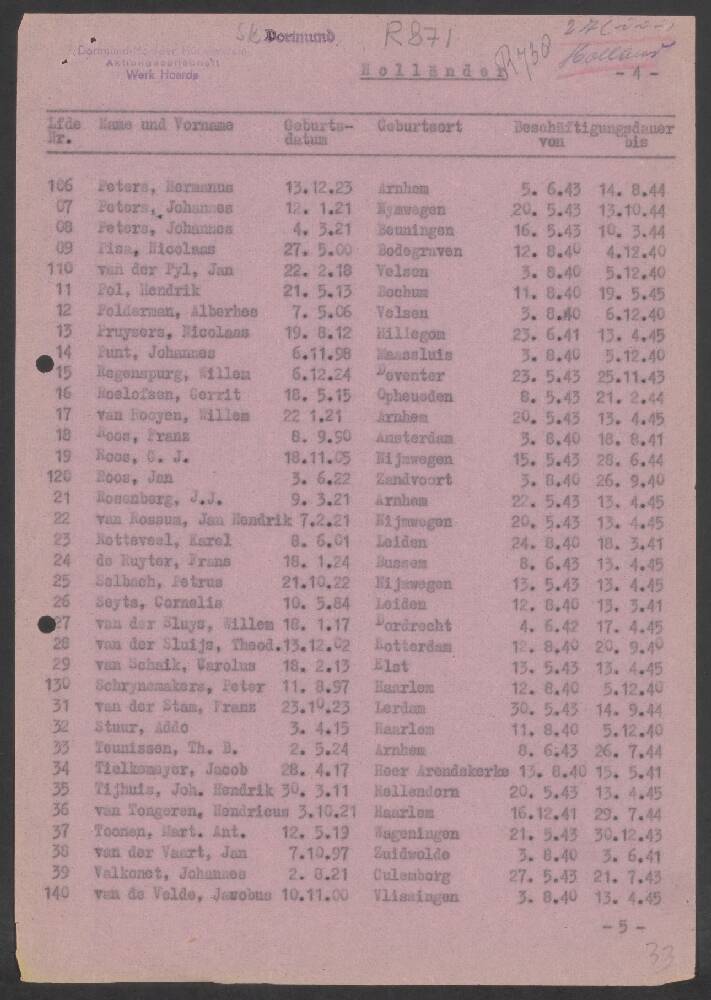 Dortmund R871
R730 Holland
Aktiengesellschaft
Werk Hoerde
Holländer - 4 -
Lfde Name und Vorname Geburts- Geburtsort Beschäftigungsdauer
Nr. datum von bis
106 Peters, Hermanus 13.12.23 Arnhem 5. 6.43 14. 8.44
07 Peters, Johannes 12. 1.21 Nymwegen 20. 5.43 13.10.44
08 Peters, Johannes 4. 3.21 Beuningen 16. 5.43 10. 3.44
09 Pisa, Nicolaas 27. 5.00 Bodegraven 12. 8.40 4.12.40
110 van der Pyl, Jan 22. 2.18 Velsen 3. 8.40 5.12.40
11 Pol, Hendrik 21. 5.13 Bochum 11. 8.40 19. 5.45
12 Polderman, Alberhes 7. 5.06 Velsen 3. 8.40 6.12.40
13 Pruysers, Nicolaas 19. 8.12 Hillegom 23. 6.41 13. 4.45
14 Punt, Johannes 6.11.98 Maassluis 3. 8.40 5.12.40
15 Regenspurg, Willem 6.12.24 Deventer 23. 5.43 25.11.43
16 Roelofsen, Gerrit 18. 5.15 Opheusden 8. 5.43 21. 2.44
17 van Rooyen, Willem 22 1.21 Arnhem 20. 5.43 13. 4.45
18 Roos, Franz 8. 9.90 Amsterdam 3. 8.40 18. 8.41
19 Roos, G. J. 18.11.05 Nijmwegen 15. 5.43 28. 6.44
120 Roos, Jan 3. 6.22 Zandvoort 3. 8.40 26. 9.40
21 Rosenberg, J.J. 9. 3.21 Arnhem 22. 5.43 13. 4.45
22 van Rossum, Jan Hendrik 7.2.21 Nijmwegen 20. 5.43 13. 4.45
23 Rotteveel, Karel 8. 6.01 Leiden 24. 8.40 18. 3.41
24 de Ruyter, Frans 18. 1.24 Bussem 8. 6.43 13. 4.45
25 Salbach, Petrus 21.10.22 Nijmwegen 13. 5.43 13. 4.45
26 Seyts, Cornelis 10. 5.84 Leiden 12. 8.40 13. 3.41
27 van der Sluys, Willem 18. 1.17 Dordrecht 4. 6.42 17. 4.45
28 van der Sluijs, Theod.13.12.02 Rotterdam 12. 8.40 20. 9.40
29 van Schaik, Carolus 18. 2.13 Elst 13. 5.43 13. 4.45
130 Schrynemakers, Peter 11. 8.97 Haarlem 12. 8.40 5.12.40
31 van der Stam, Franz 23.10.23 Lerdam 30. 5.43 14. 9.44
32 Stuur, Addo 3. 4.15 Haarlem 11. 8.40 5.12.40
33 Teunissen, Th. B. 2. 5.24 Arnhem 8. 6.43 26. 7.44
34 Tielkemeyer, Jacob 28. 4.17 Heer Arendskerke 13. 8.40 15. 5.41
35 Tijhuis, Joh. Hendrik 30. 3.11 Hellendorn 20. 5.43 13. 4.45
36 van Tongeren, Hendricus 3.10.21 Haarlem 16.12.41 29. 7.44
37 Toonen, Mart. Ant. 12. 5.19 Wageningen 21. 5.43 30.12.43
38 van der Vaart, Jan 7.10.97 Zuidwolde 3. 8.40 3. 6.41
39 Valkenet, Johannes 2. 8.21 Culemborg 27. 5.43 21. 7.43
140 van de Velde, Jacobus 10.11.00 Vlissingen 3. 8.40 13. 4.45
- 5 -
33